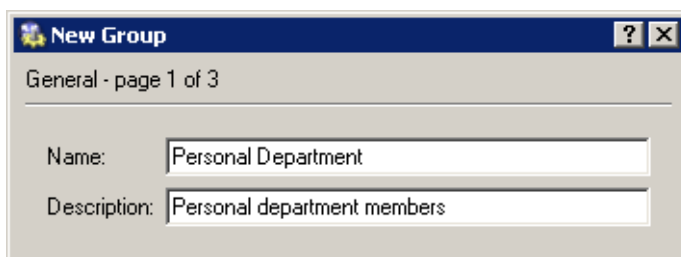 New Group
General - page 1 of 3
Name: Personal Department
Description: Personal department members